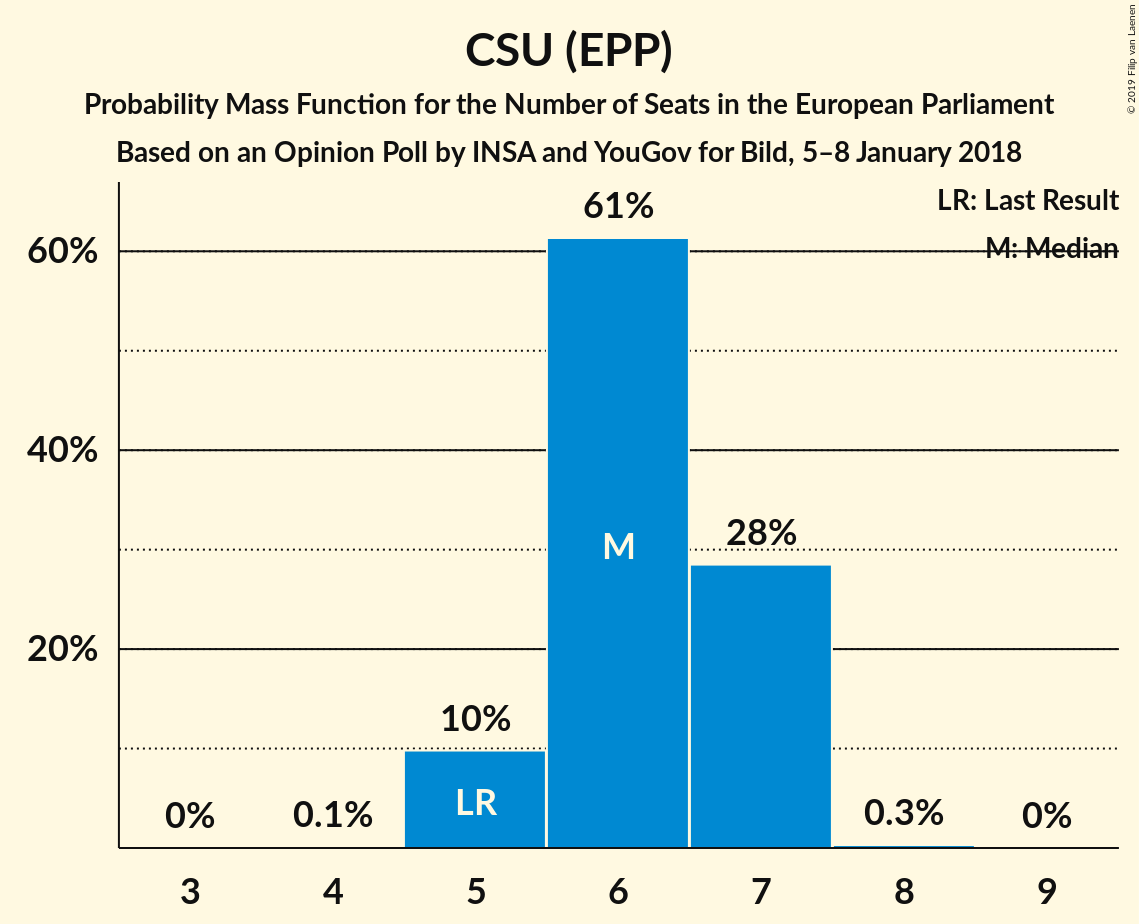 CSU (EPP)
Probability Mass Function for the Number of Seats in the European Parliament
Based on an Opinion Poll by INSA and YouGov for Bild, 5–8 January 2018
© 2019 Filip van Laenen
LR: Last Result
M: Median
61%
60%
40%
M
28%
20%
10%
LR
0%
0.1%
0.3%
0%
3 4 5 6 7 8 9